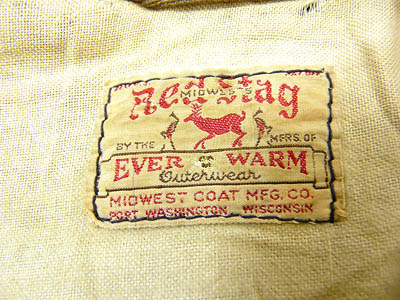 Red Stag
MIDWEST'S
BY THE MFRS. OF
EVER WARM
Outerwear
MIDWEST COAT MFG. CO.
PORT WASHINGTON WISCONSIN